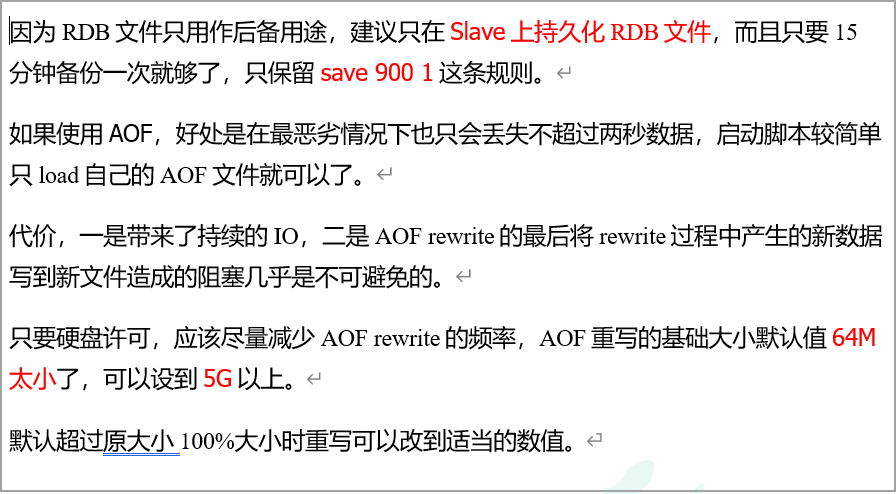 因为 RDB 文件只用作后备用途，建议只在 Slave 上持久化 RDB 文件，而且只要 15
分钟备份一次就够了，只保留 save 900 1 这条规则。
如果使用 AOF，好处是在最恶劣情况下也只会丢失不超过两秒数据，启动脚本较简单
只 load 自己的 AOF 文件就可以了。
代价，一是带来了持续的 IO，二是 AOF rewrite 的最后将 rewrite 过程中产生的新数据
写到新文件造成的阻塞几乎是不可避免的。
只要硬盘许可，应该尽量减少 AOF rewrite 的频率，AOF 重写的基础大小默认值 64M
太小了，可以设到 5G 以上。
默认超过原大小 100%大小时重写可以改到适当的数值。